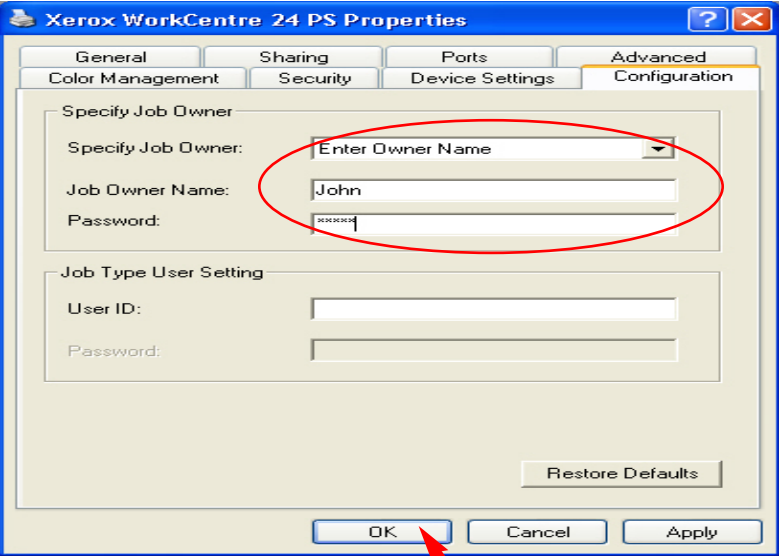 Xerox WorkCentre 24 PS Properties
General Sharing Ports Advanced
Color Management Security Device Settings Configuration
Specify Job Owner
Specify Job Owner: Enter Owner Name
Job Owner Name: John
Password: *****
Job Type User Setting
User ID:
Password:
Restore Defaults
OK Cancel Apply